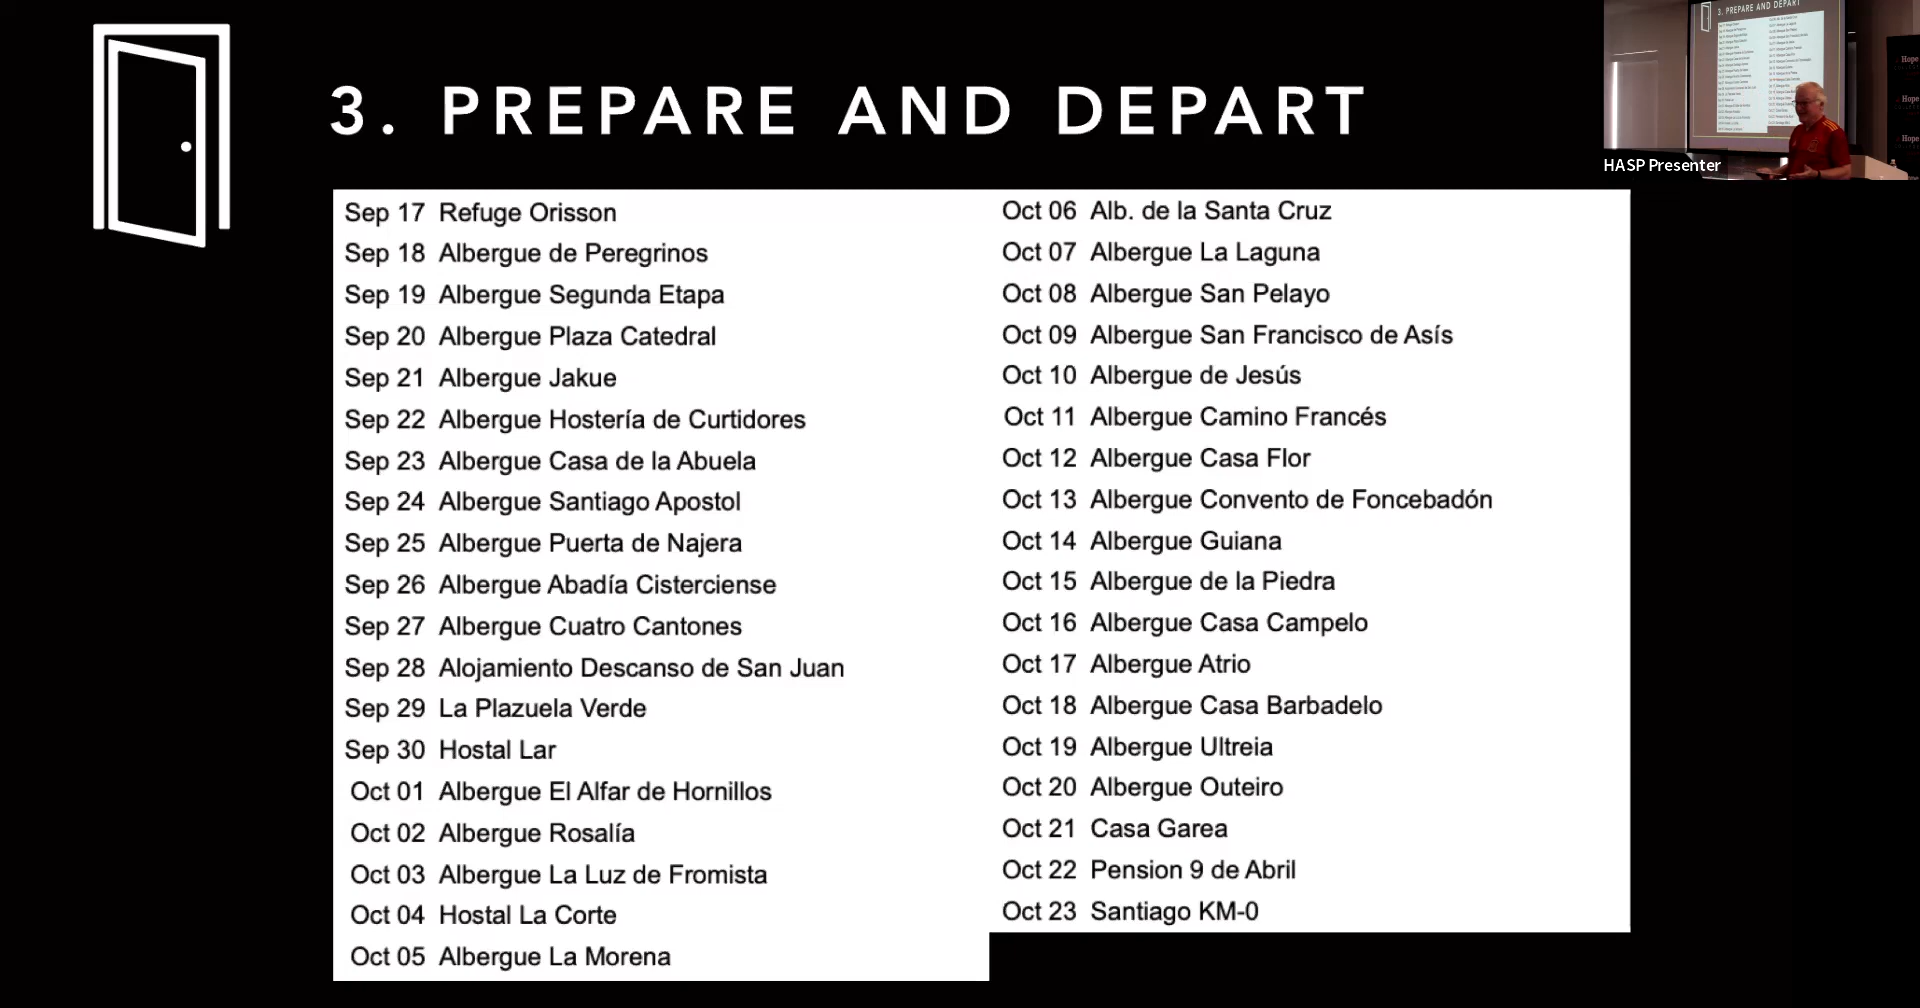 3. PREPARE AND DEPART
Sep 17 Refuge Orisson
Sep 18 Albergue de Peregrinos
Sep 19 Albergue Segunda Etapa
Sep 20 Albergue Plaza Catedral
Sep 21 Albergue Jakue
Sep 22 Albergue Hostería de Curtidores
Sep 23 Albergue Casa de la Abuela
Sep 24 Albergue Santiago Apostol
Sep 25 Albergue Puerta de Najera
Sep 26 Albergue Abadía Cisterciense
Sep 27 Albergue Cuatro Cantones
Sep 28 Alojamiento Descanso de San Juan
Sep 29 La Plazuela Verde
Sep 30 Hostal Lar
Oct 01 Albergue El Alfar de Hornillos
Oct 02 Albergue Rosalía
Oct 03 Albergue La Luz de Fromista
Oct 04 Hostal La Corte
Oct 05 Albergue La Morena
Oct 06 Alb. de la Santa Cruz
Oct 07 Albergue La Laguna
Oct 08 Albergue San Pelayo
Oct 09 Albergue San Francisco de Asís
Oct 10 Albergue de Jesús
Oct 11 Albergue Camino Francés
Oct 12 Albergue Casa Flor
Oct 13 Albergue Convento de Foncebadón
Oct 14 Albergue Guiana
Oct 15 Albergue de la Piedra
Oct 16 Albergue Casa Campelo
Oct 17 Albergue Atrio
Oct 18 Albergue Casa Barbadelo
Oct 19 Albergue Ultreia
Oct 20 Albergue Outeiro
Oct 21 Casa Garea
Oct 22 Pension 9 de Abril
Oct 23 Santiago KM-0
3. PREPARE AND DEPART
Hope
Hope
Hope
HASP Presenter